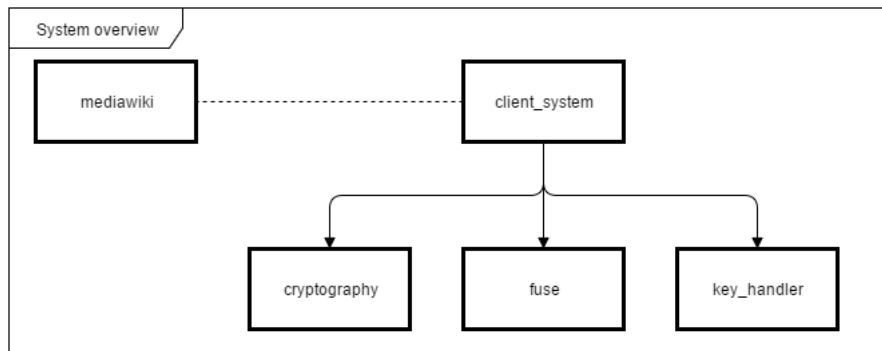 System overview
mediawiki
client_system
cryptography
fuse
key_handler